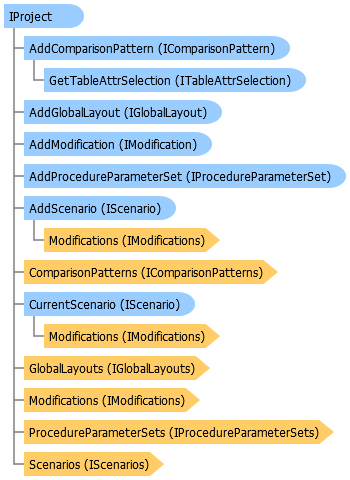 IProject
AddComparisonPattern (IComparisonPattern)
GetTableAttrSelection (ITableAttrSelection)
AddGlobalLayout (IGlobalLayout)
AddModification (IModification)
AddProcedureParameterSet (IProcedureParameterSet)
AddScenario (IScenario)
Modifications (IModifications)
ComparisonPatterns (IComparisonPatterns)
CurrentScenario (IScenario)
Modifications (IModifications)
GlobalLayouts (IGlobalLayouts)
Modifications (IModifications)
ProcedureParameterSets (IProcedureParameterSets)
Scenarios (IScenarios)